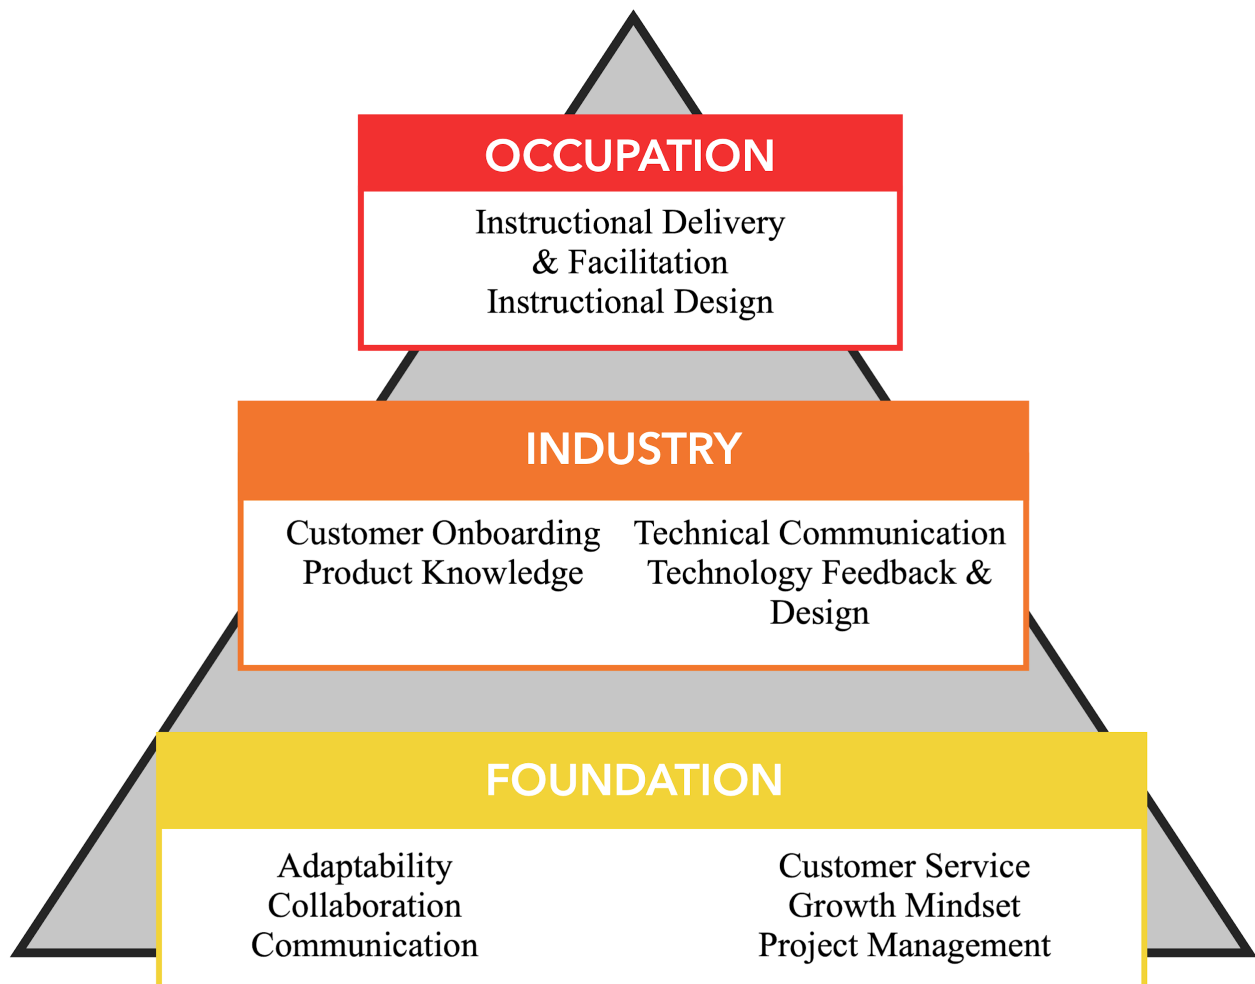 OCCUPATION
Instructional Delivery
& Facilitation
Instructional Design
INDUSTRY
Customer Onboarding
Product Knowledge
Technical Communication
Technology Feedback &
Design
FOUNDATION
Adaptability
Collaboration
Communication
Customer Service
Growth Mindset
Project Management